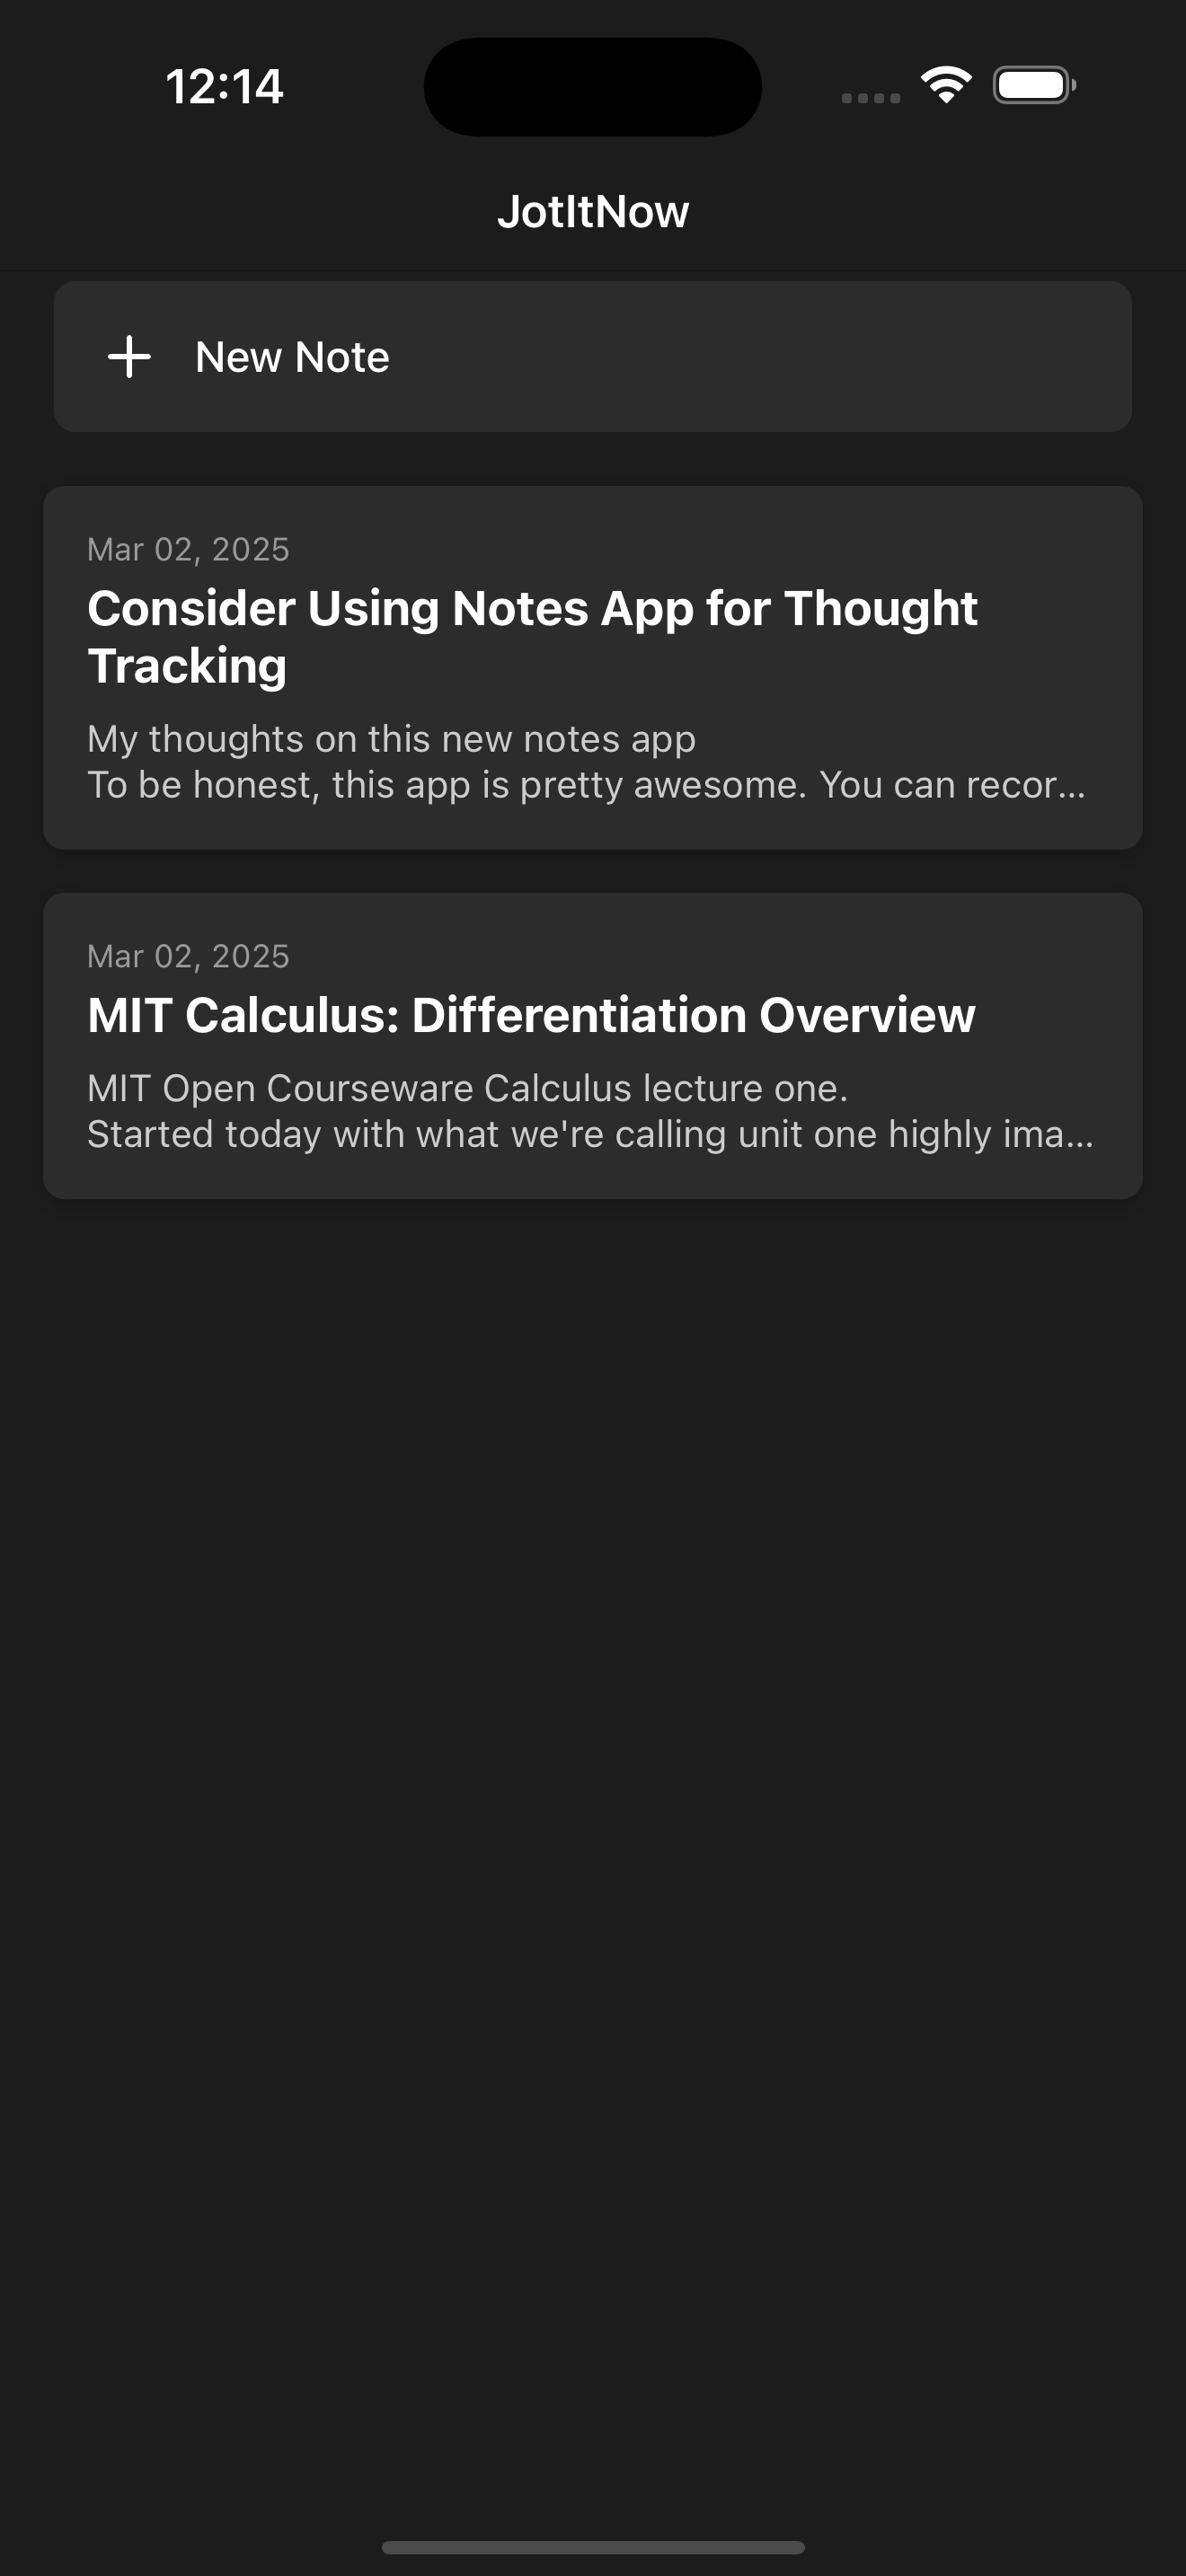 12:14
JotItNow
New Note
Mar 02, 2025
Consider Using Notes App for Thought
Tracking
My thoughts on this new notes app
To be honest, this app is pretty awesome. You can recor...
Mar 02, 2025
MIT Calculus: Differentiation Overview
MIT Open Courseware Calculus lecture one.
Started today with what we're calling unit one highly ima...